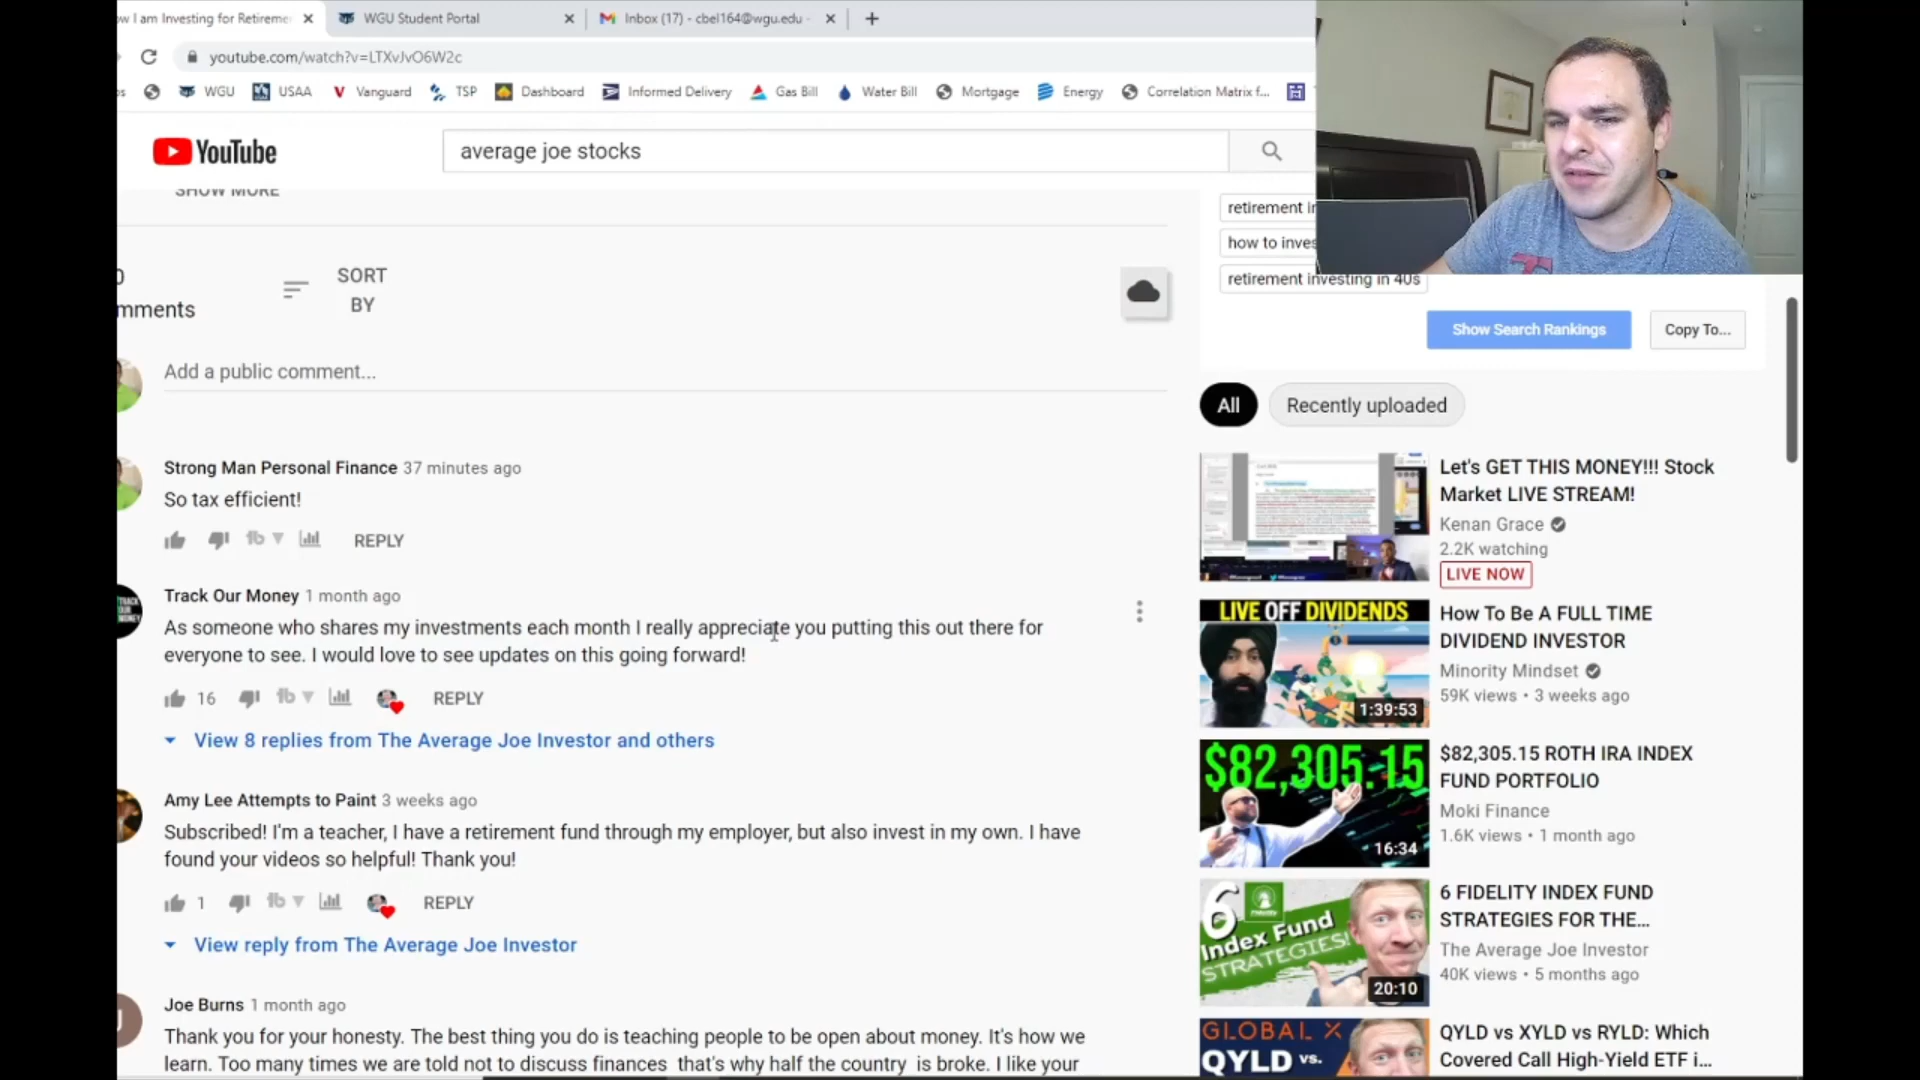 ow I am Investing for Retireme
WGU Student Portal
Inbox (17) - cbel164@wgu.edu -
youtube.com/watch?v=LTXvJvO6W2c
WGU
USAA
Vanguard
TSP
Dashboard
Informed Delivery
Gas Bill
Water Bill
Mortgage
Energy
Correlation Matrix f...
YouTube
average joe stocks
SHOW MORE
retirement in
how to inves
retirement investing in 40s
Show Search Rankings
Copy To...
0
mments
SORT
BY
Add a public comment...
Strong Man Personal Finance 37 minutes ago
So tax efficient!
REPLY
Track Our Money 1 month ago
As someone who shares my investments each month I really appreciate you putting this out there for
everyone to see. I would love to see updates on this going forward!
16
REPLY
View 8 replies from The Average Joe Investor and others
Amy Lee Attempts to Paint 3 weeks ago
Subscribed! I'm a teacher, I have a retirement fund through my employer, but also invest in my own. I have
found your videos so helpful! Thank you!
1
REPLY
View reply from The Average Joe Investor
Joe Burns 1 month ago
Thank you for your honesty. The best thing you do is teaching people to be open about money. It's how we
learn. Too many times we are told not to discuss finances that's why half the country is broke. I like your
All
Recently uploaded
Let's GET THIS MONEY!!! Stock
Market LIVE STREAM!
Kenan Grace
2.2K watching
LIVE NOW
LIVE OFF DIVIDENDS
1:39:53
How To Be A FULL TIME
DIVIDEND INVESTOR
Minority Mindset
59K views • 3 weeks ago
$82,305.15
16:34
$82,305.15 ROTH IRA INDEX
FUND PORTFOLIO
Moki Finance
1.6K views • 1 month ago
6
Index Fund
STRATEGIES!
20:10
6 FIDELITY INDEX FUND
STRATEGIES FOR THE...
The Average Joe Investor
40K views • 5 months ago
GLOBAL X
QYLD vs.
QYLD vs XYLD vs RYLD: Which
Covered Call High-Yield ETF i...